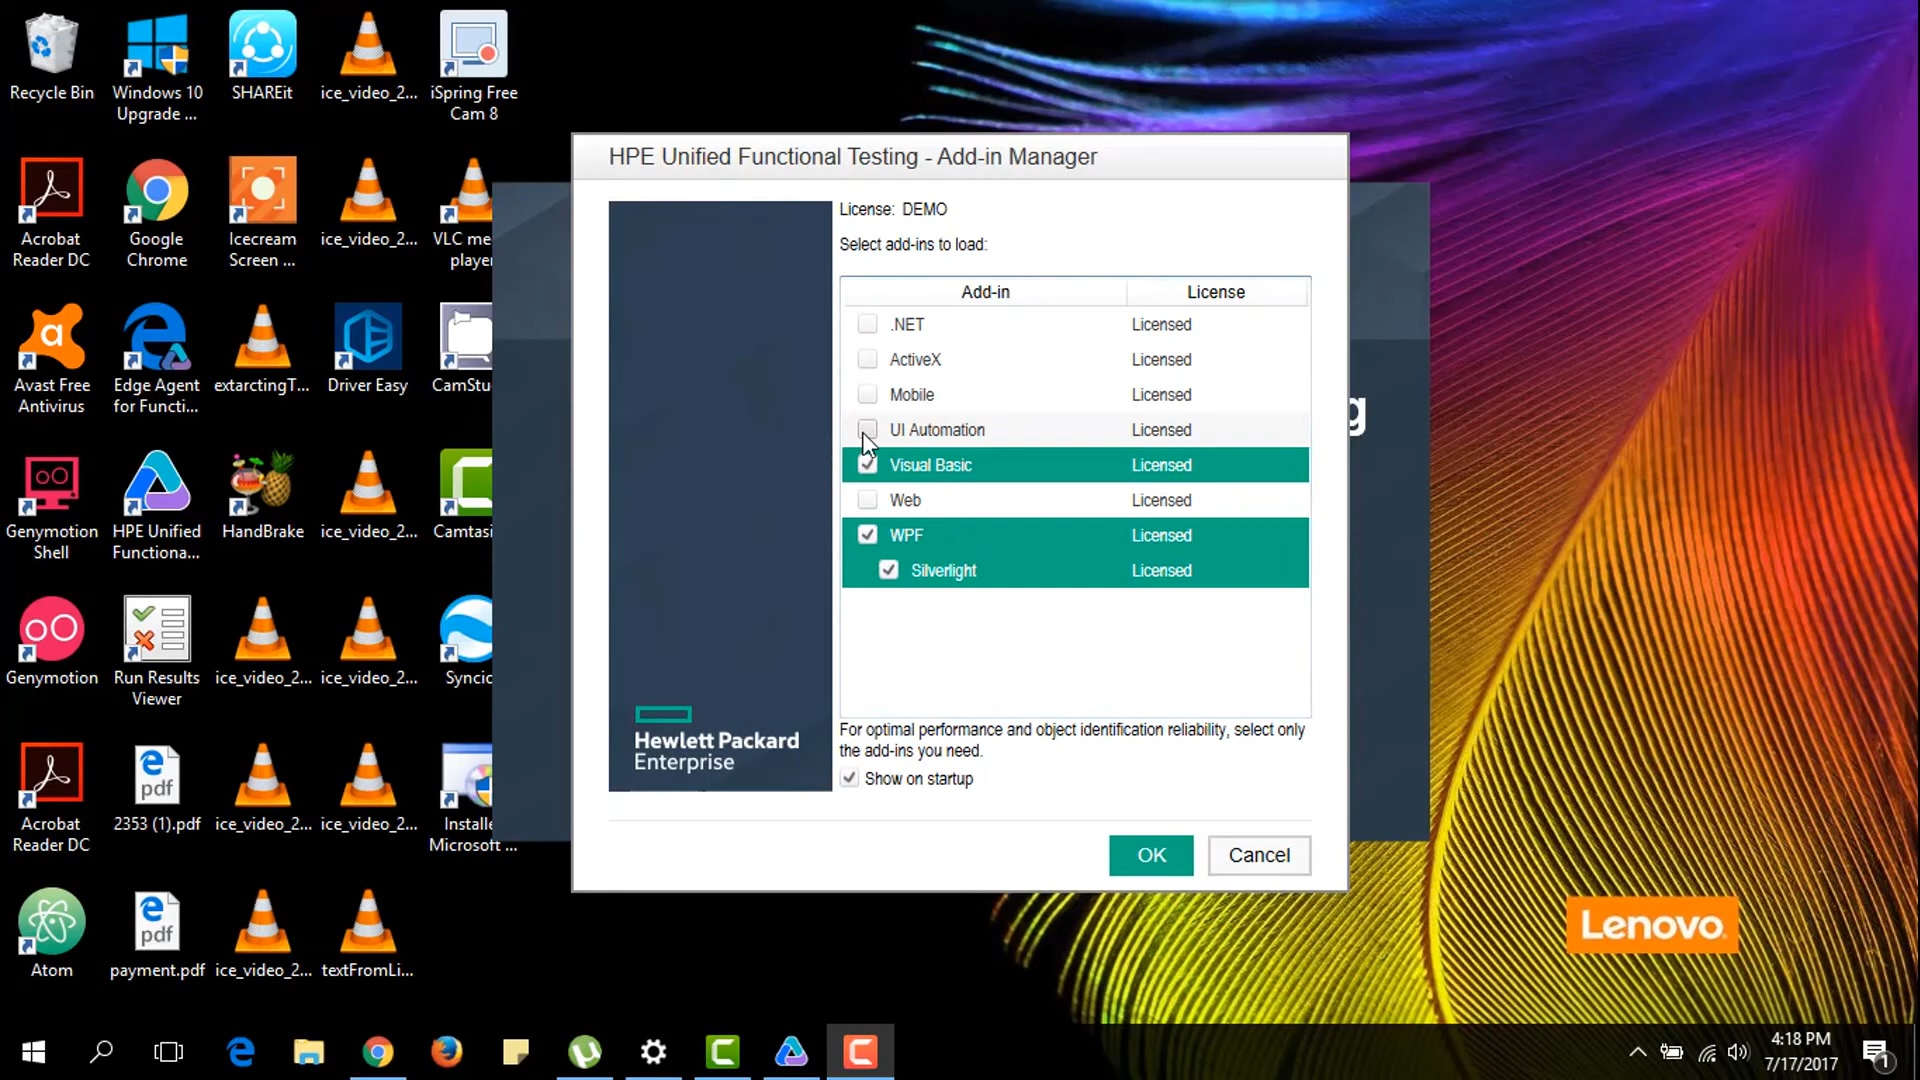 Recycle Bin
Windows 10
Upgrade ...
SHAREit
ice_video_2...
iSpring Free
Cam 8
Acrobat
Reader DC
Google
Chrome
Icecream
Screen ...
ice_video_2...
VLC me
player
Avast Free
Antivirus
Edge Agent
for Functi...
extarctingT...
Driver Easy
CamStu
Genymotion
Shell
HPE Unified
Functiona...
HandBrake
ice_video_2...
Camtasi
Genymotion
Run Results
Viewer
ice_video_2...
ice_video_2...
Syncio
Acrobat
Reader DC
pdf
2353 (1).pdf
ice_video_2...
ice_video_2...
Installe
Microsoft ...
Atom
pdf
payment.pdf
ice_video_2...
textFromLi...
HPE Unified Functional Testing - Add-in Manager
License: DEMO
Select add-ins to load:
Add-in License
.NET Licensed
ActiveX Licensed
Mobile Licensed
UI Automation Licensed
Visual Basic Licensed
Web Licensed
WPF Licensed
Silverlight Licensed
For optimal performance and object identification reliability, select only
the add-ins you need.
Show on startup
Hewlett Packard
Enterprise
OK
Cancel
g
Lenovo
4:18 PM
7/17/2017
1